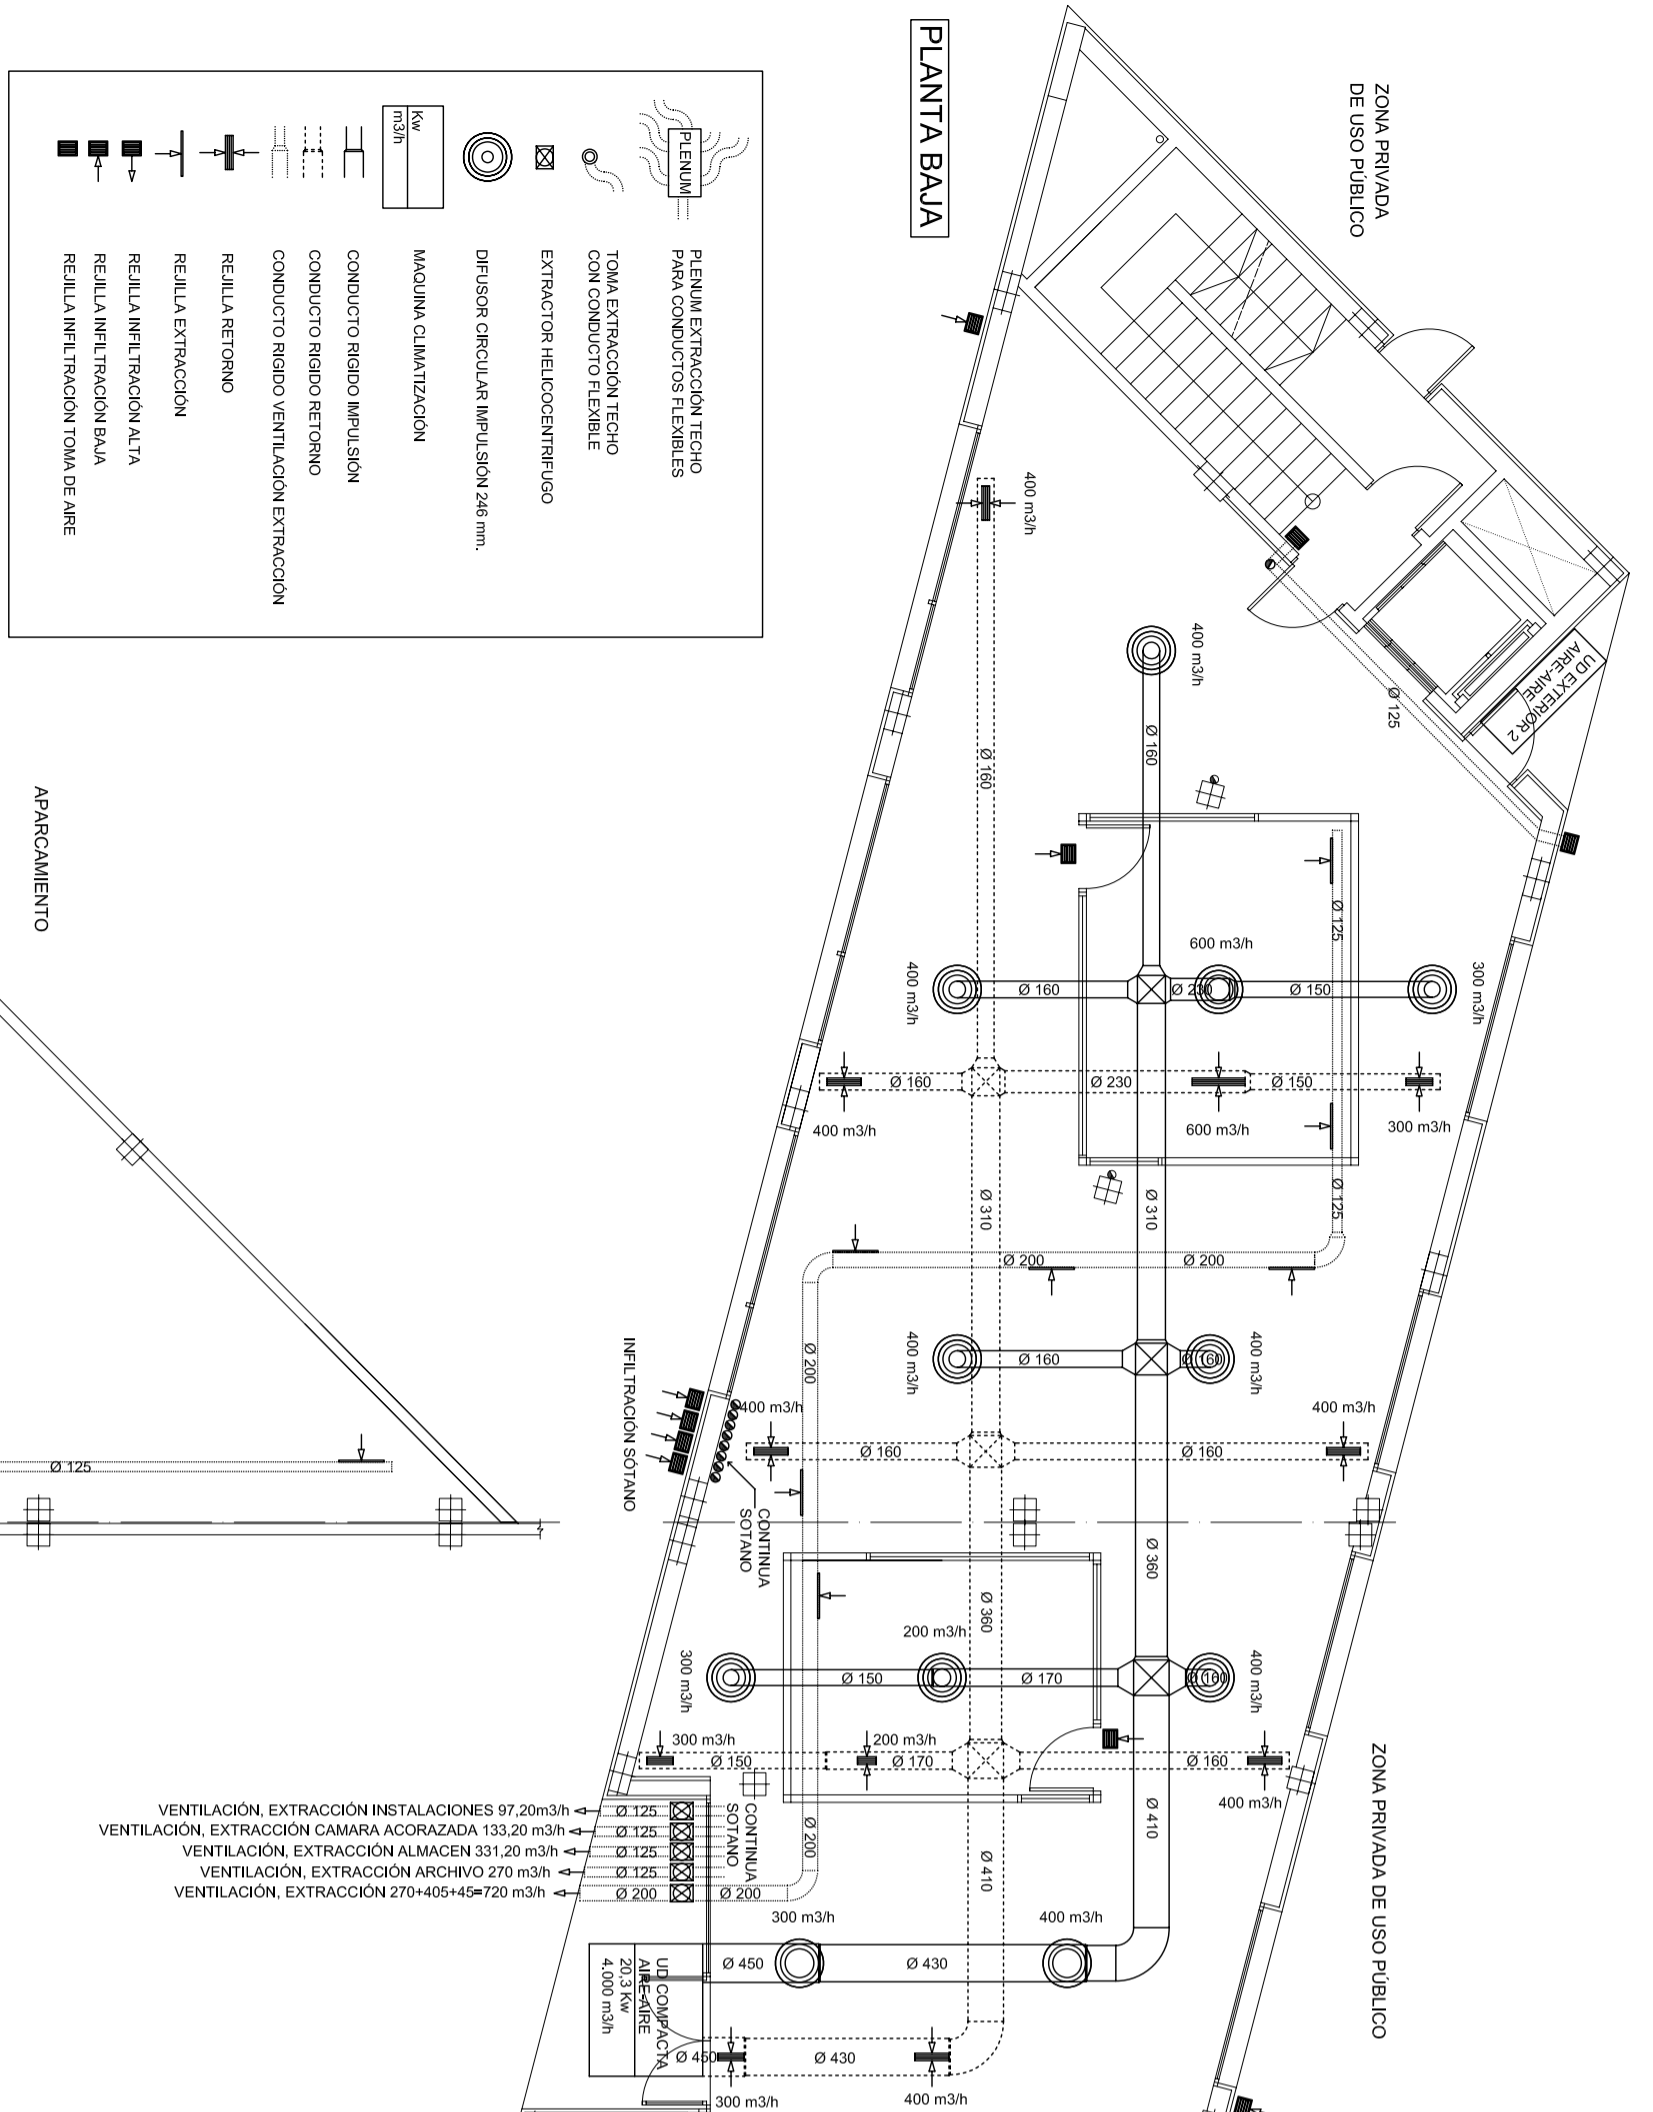 PLANTA BAJA
ZONA PRIVADA
DE USO PÚBLICO
PLENUM
PLENUM EXTRACCIÓN TECHO
PARA CONDUCTOS FLEXIBLES
TOMA EXTRACCIÓN TECHO
CON CONDUCTO FLEXIBLE
EXTRACTOR HELICOCENTRIFUGO
DIFUSOR CIRCULAR IMPULSIÓN 246 mm.
Kw
m3/h
MAQUINA CLIMATIZACIÓN
CONDUCTO RIGIDO IMPULSIÓN
CONDUCTO RIGIDO RETORNO
CONDUCTO RIGIDO VENTILACIÓN EXTRACCIÓN
REJILLA RETORNO
REJILLA EXTRACCIÓN
REJILLA INFILTRACIÓN ALTA
REJILLA INFILTRACIÓN BAJA
REJILLA INFILTRACIÓN TOMA DE AIRE
UD EXTERIOR 2
AIRE-AIRE
Ø 125
400 m3/h
400 m3/h
Ø 160
Ø 160
Ø 125
600 m3/h
400 m3/h
Ø 160
Ø 230
Ø 150
300 m3/h
Ø 160
Ø 230
Ø 150
400 m3/h
600 m3/h
300 m3/h
Ø 310
Ø 310
Ø 125
Ø 200
Ø 200
Ø 200
400 m3/h
Ø 160
Ø 160
400 m3/h
400 m3/h
400 m3/h
Ø 160
Ø 160
INFILTRACIÓN SÓTANO
CONTINUA
SOTANO
Ø 360
Ø 360
200 m3/h
300 m3/h
Ø 150
Ø 170
Ø 160
400 m3/h
300 m3/h
200 m3/h
Ø 150
Ø 170
Ø 160
400 m3/h
APARCAMIENTO
Ø 125
ZONA PRIVADA DE USO PÚBLICO
CONTINUA
SOTANO
Ø 200
Ø 410
Ø 410
VENTILACIÓN, EXTRACCIÓN INSTALACIONES 97,20m3/h
Ø 125
VENTILACIÓN, EXTRACCIÓN CAMARA ACORAZADA 133,20 m3/h
Ø 125
VENTILACIÓN, EXTRACCIÓN ALMACEN 331,20 m3/h
Ø 125
VENTILACIÓN, EXTRACCIÓN ARCHIVO 270 m3/h
Ø 125
VENTILACIÓN, EXTRACCIÓN 270+405+45=720 m3/h
Ø 200
Ø 200
300 m3/h
400 m3/h
Ø 450
Ø 430
UD COMPACTA
AIRE-AIRE
20,3 Kw
4.000 m3/h
Ø 450
Ø 430
300 m3/h
400 m3/h